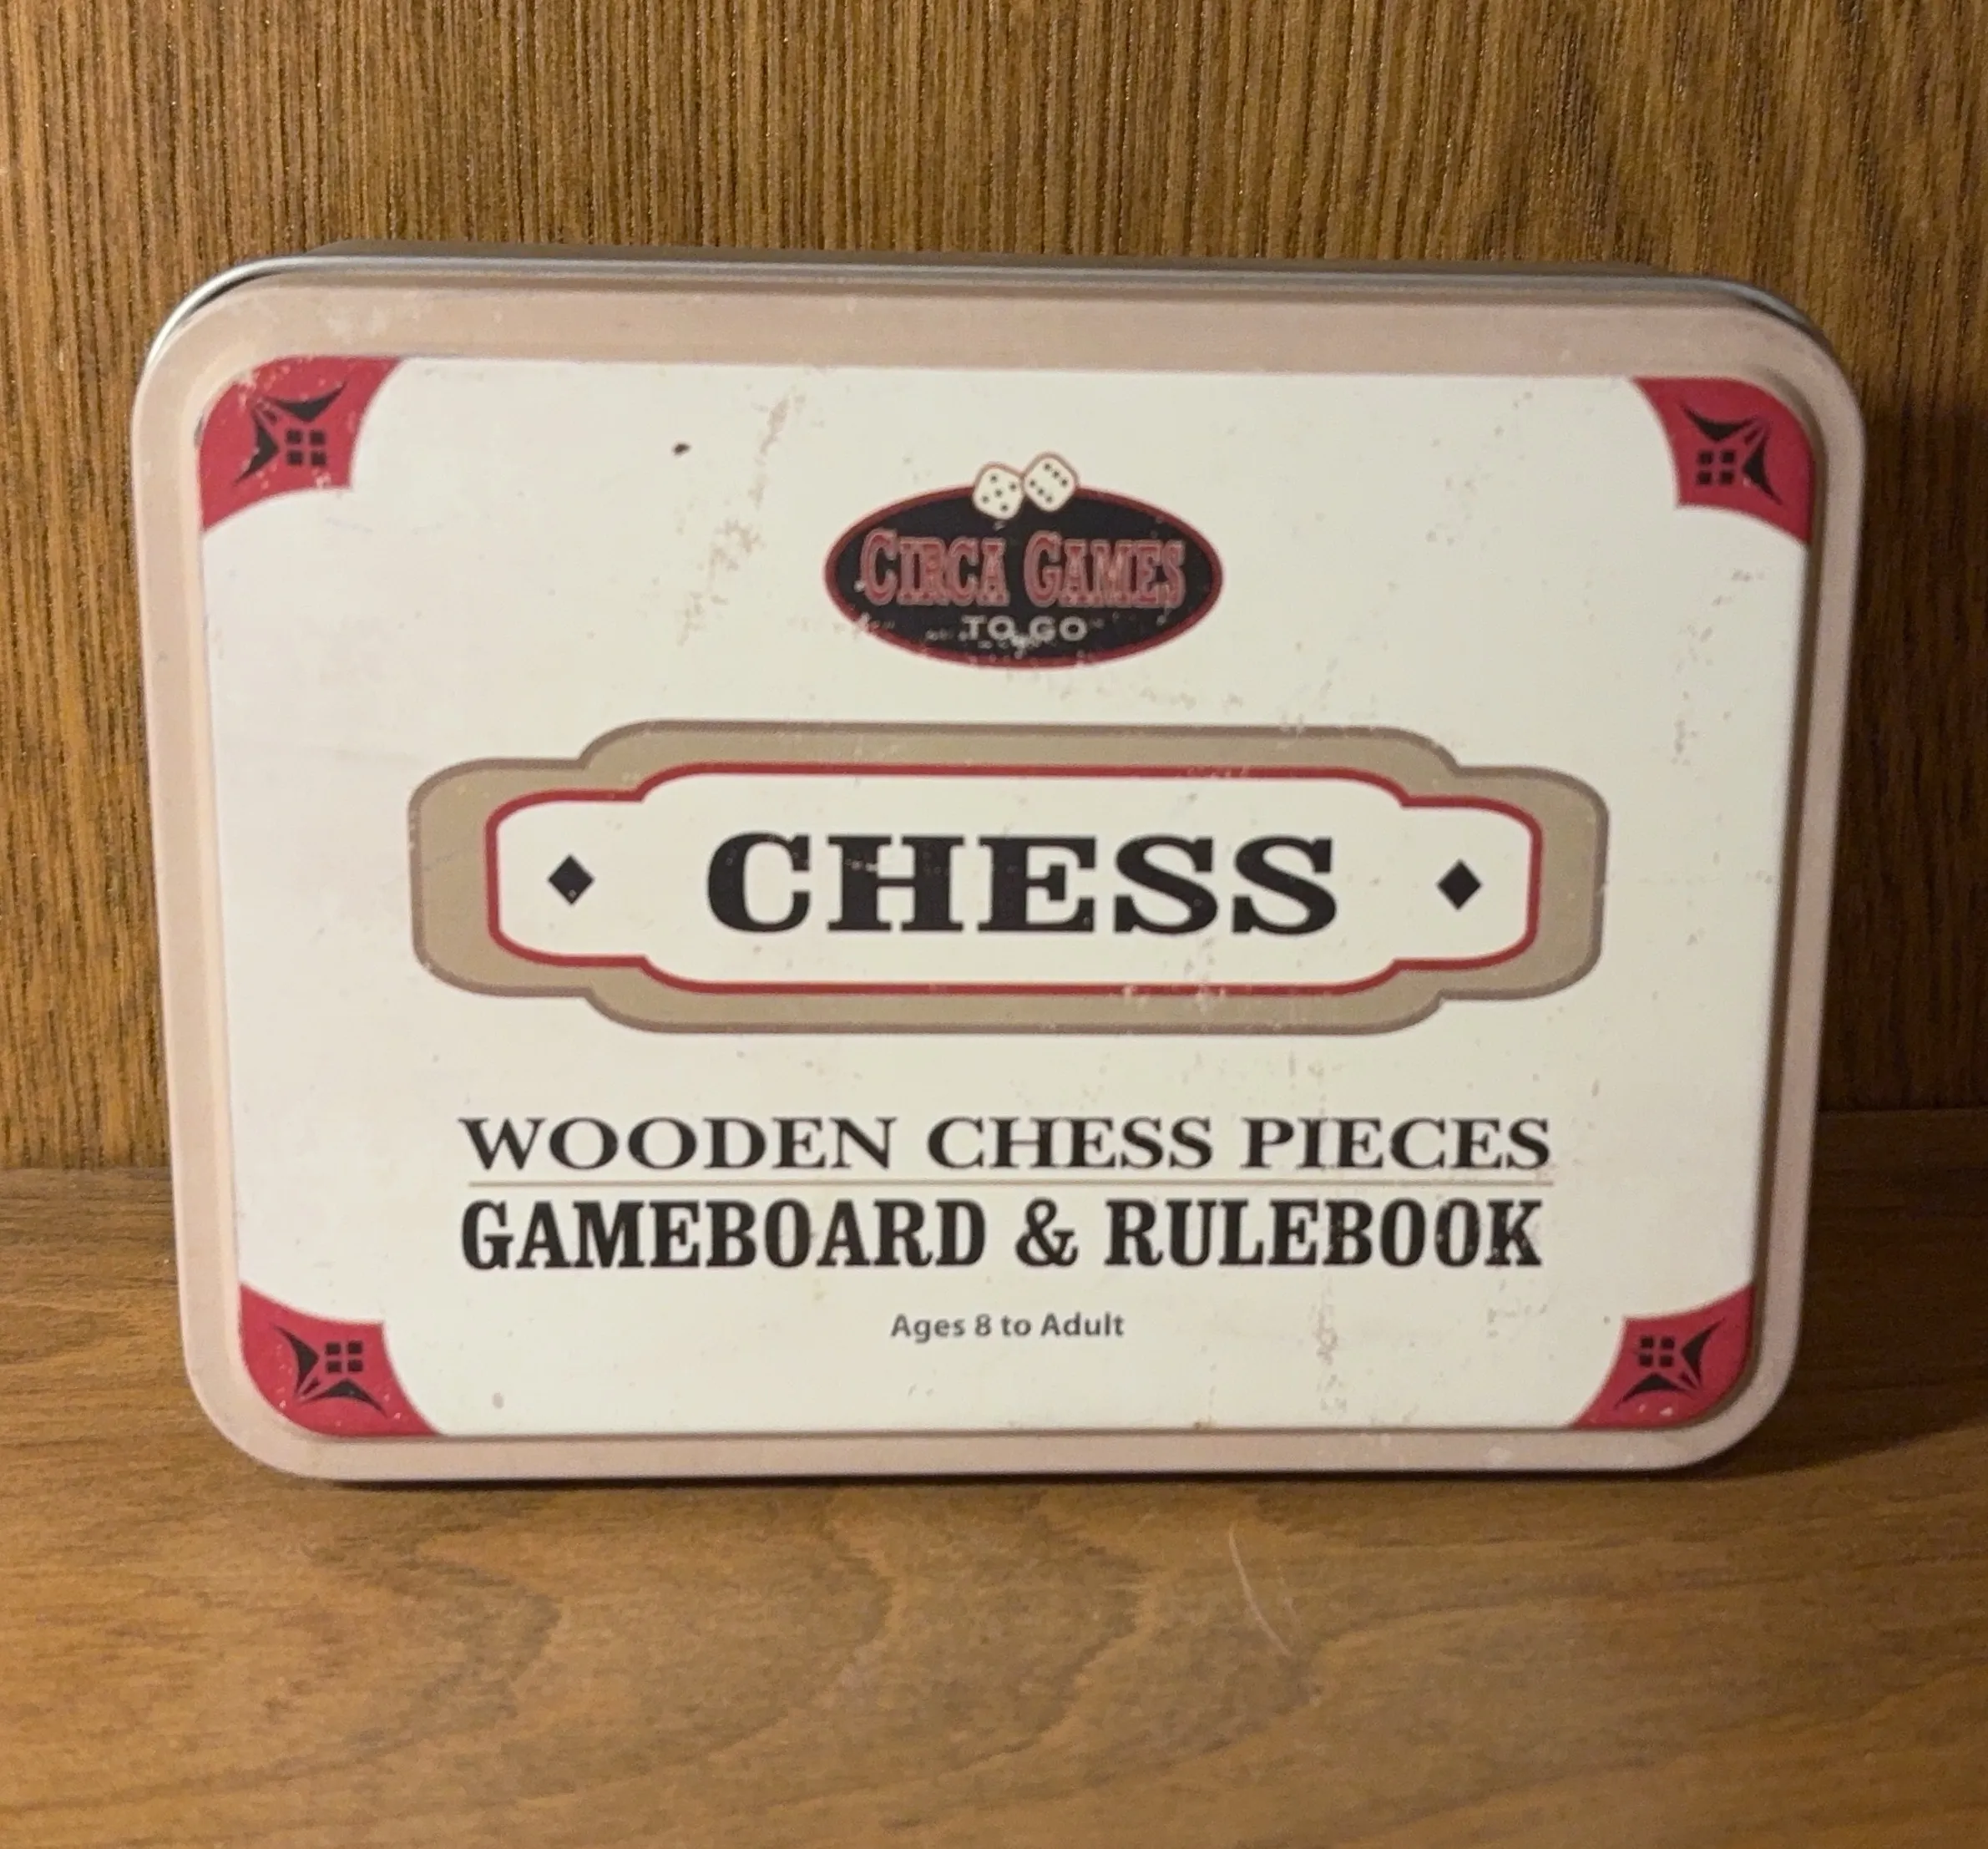 CIRCA GAMES
TO GO
CHESS
WOODEN CHESS PIECES
GAMEBOARD & RULEBOOK
Ages 8 to Adult